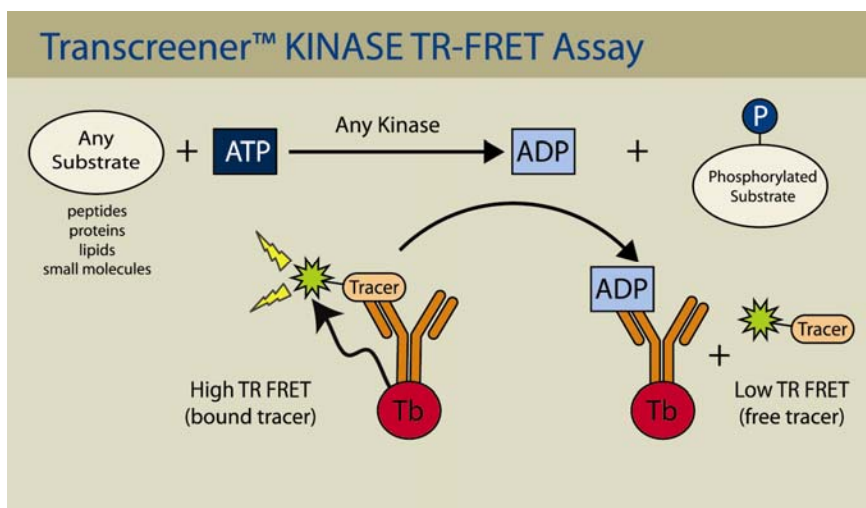 Transcreener™ KINASE TR-FRET Assay
Any
Substrate
+
ATP
Any Kinase
ADP
+
P
Phosphorylated
Substrate
peptides
proteins
lipids
small molecules
Tracer
ADP
Tracer
+
High TR FRET
(bound tracer)
Tb
Tb
Low TR FRET
(free tracer)